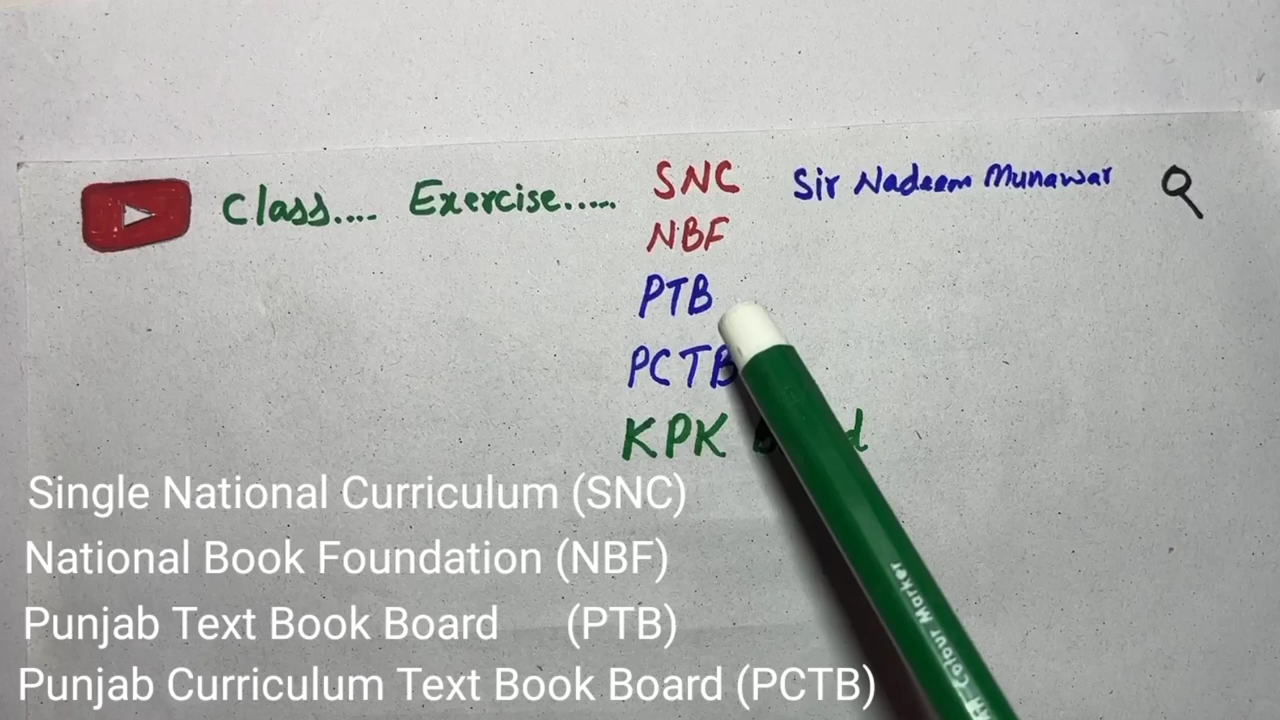 Class.... Exercise..... SNC Sir Nadeem Munawar
NBF
PTB
PCTB
KPK
Single National Curriculum (SNC)
National Book Foundation (NBF)
Punjab Text Book Board (PTB)
Punjab Curriculum Text Book Board (PCTB)
Colour Marker